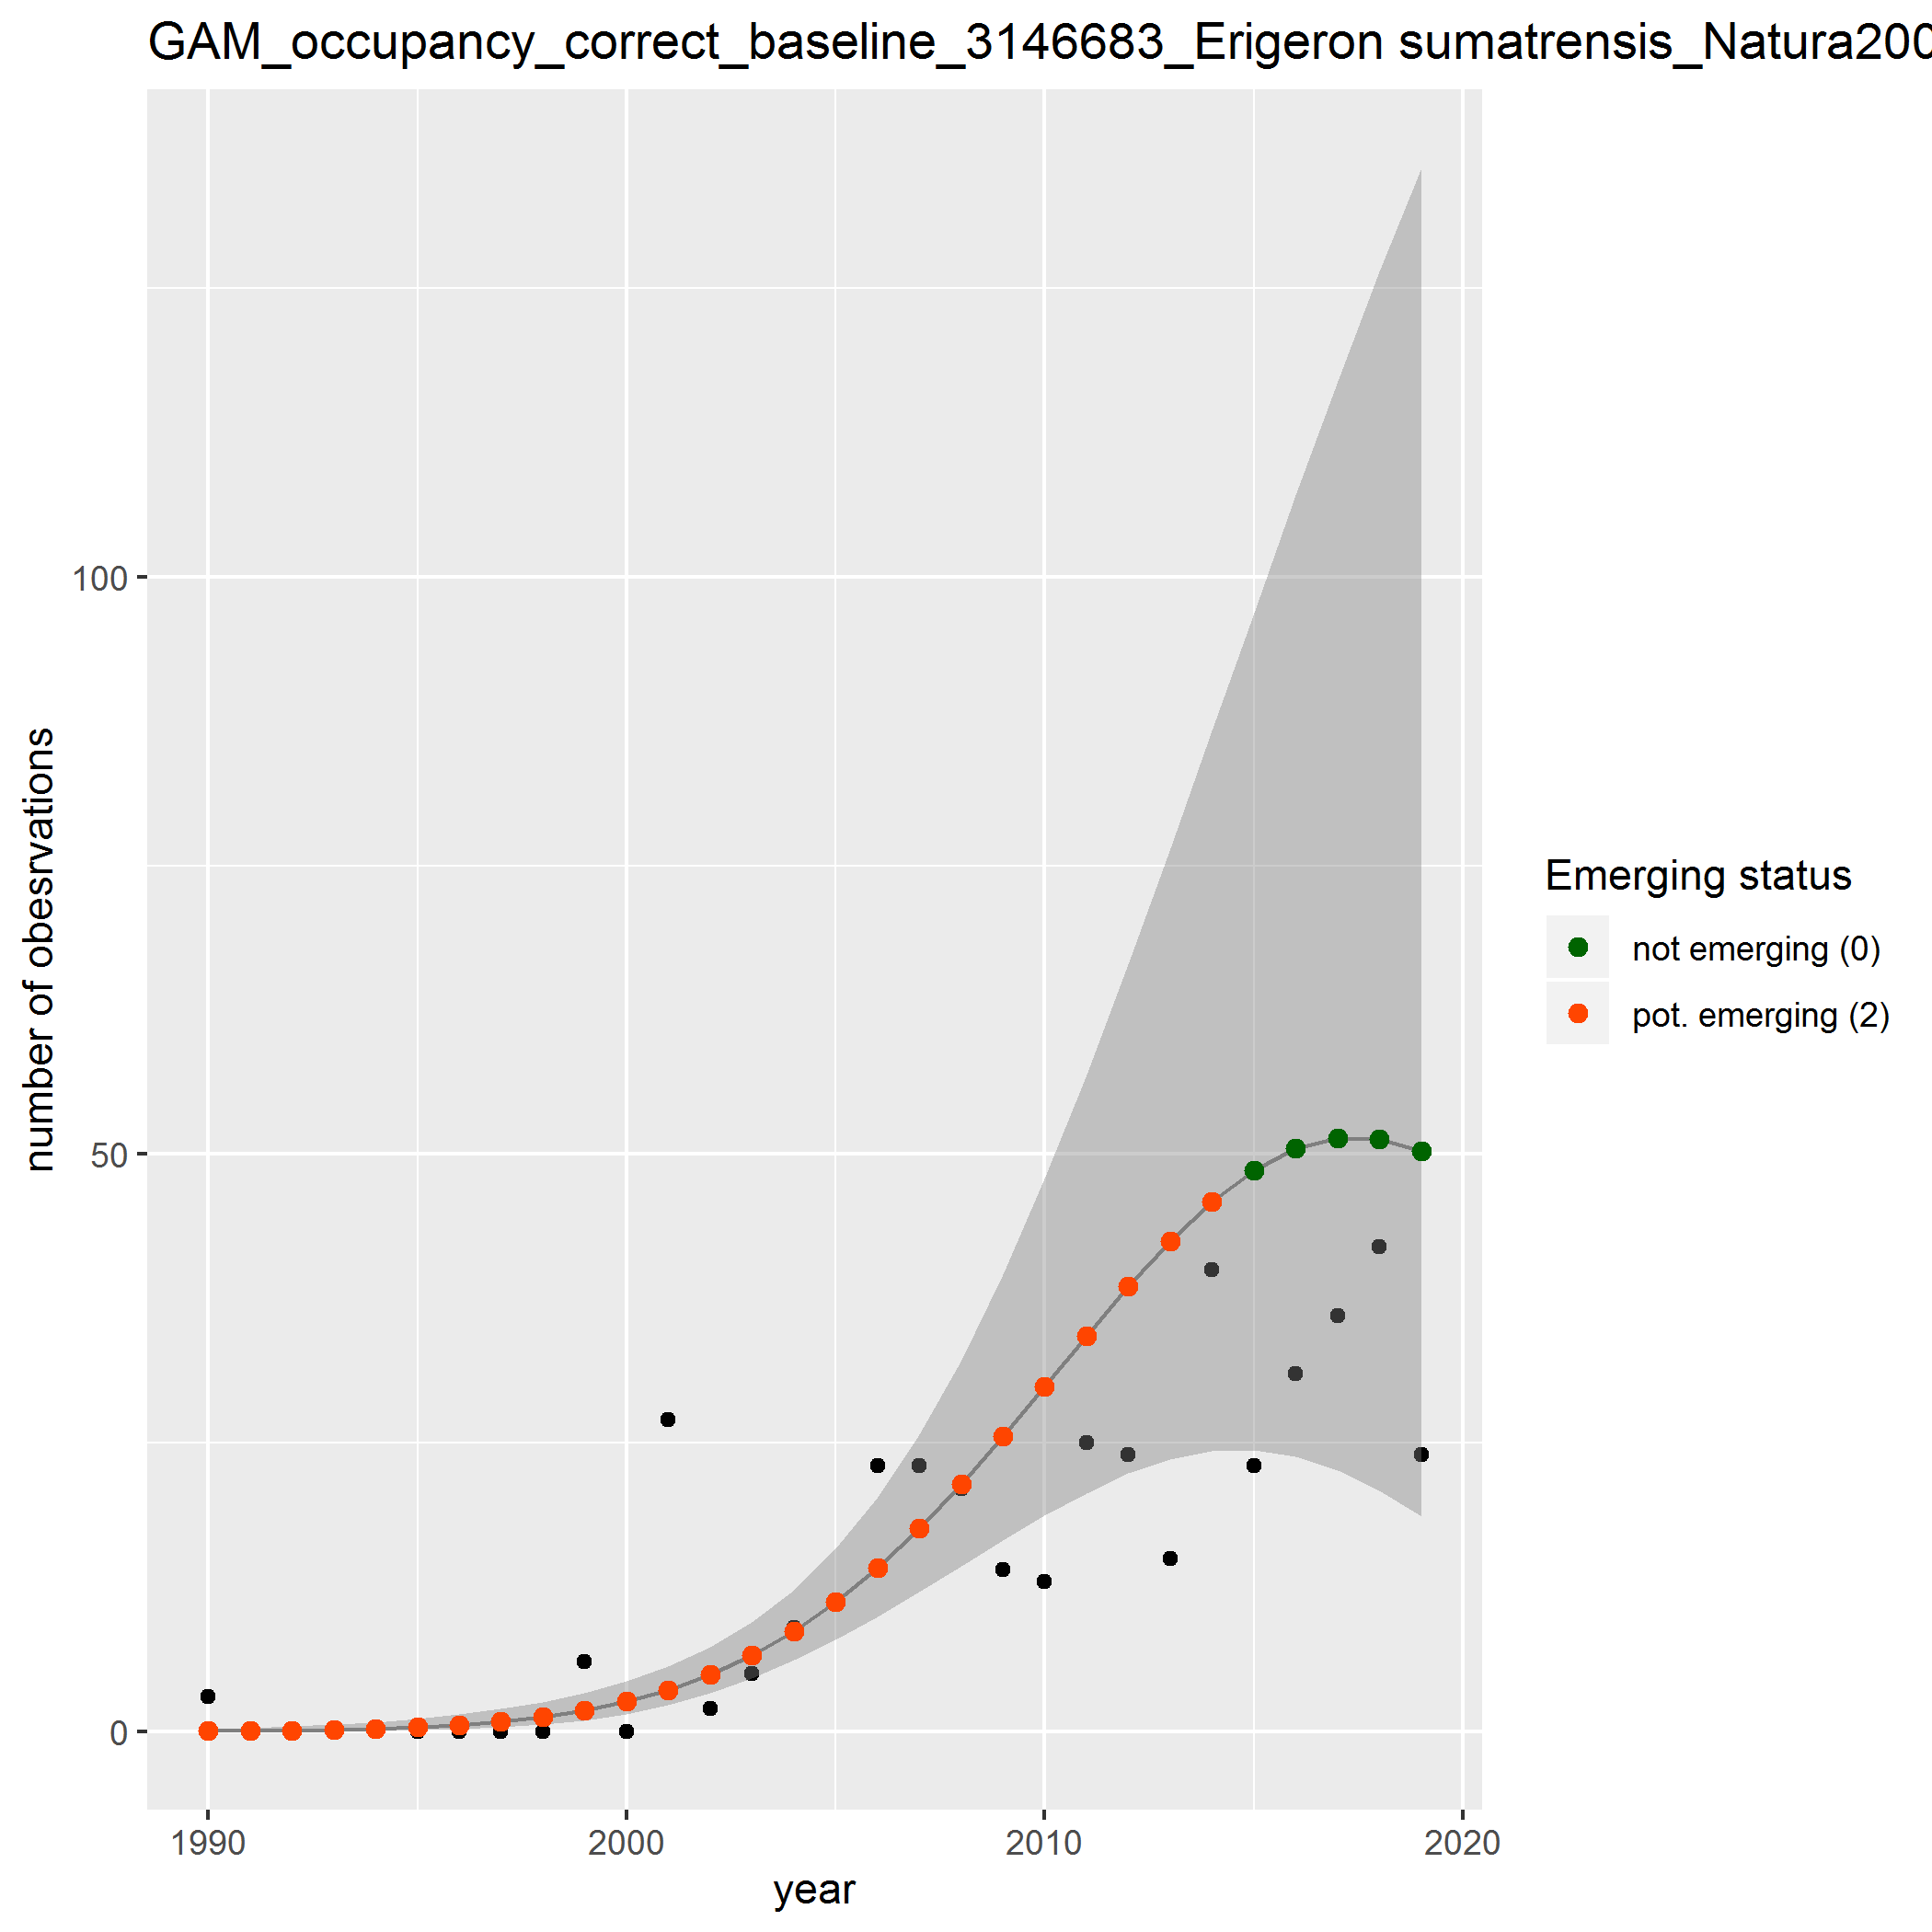 GAM_occupancy_correct_baseline_3146683_Erigeron sumatrensis_Natura200
number of obesrvations
100
50
0
1990
2000
2010
2020
year
Emerging status
not emerging (0)
pot. emerging (2)